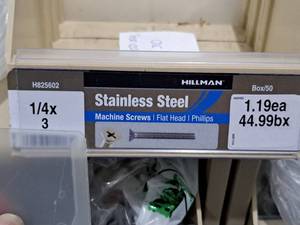 HILLMAN
H825602
Box/50
1/4x
3
Stainless Steel
Machine Screws | Flat Head | Phillips
1.19ea
44.99bx